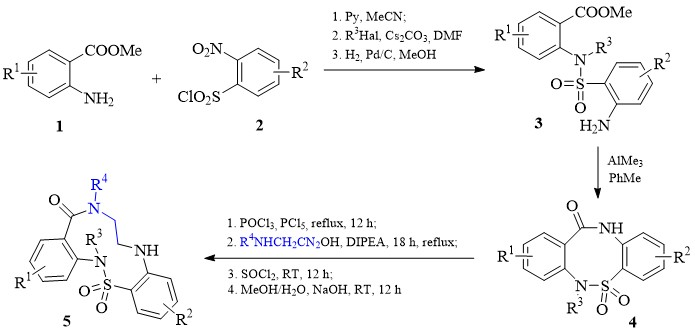 COOMe
R¹
NH₂
1
+
O₂N
R²
ClO₂S
2
1. Py, MeCN;
2. R³Hal, Cs₂CO₃, DMF
3. H₂, Pd/C, MeOH
COOMe
R¹
N
R³
R²
O=S
O
H₂N
3
AlMe₃
PhMe
O
NH
R¹
R²
N
S
O
R³
O
4
1. POCl₃, PCl₅, reflux, 12 h;
2. R⁴NHCH₂CN₂OH, DIPEA, 18 h, reflux;
3. SOCl₂, RT, 12 h;
4. MeOH/H₂O, NaOH, RT, 12 h
R⁴
O
N
R³
NH
N
R¹
O=S
O
R²
5